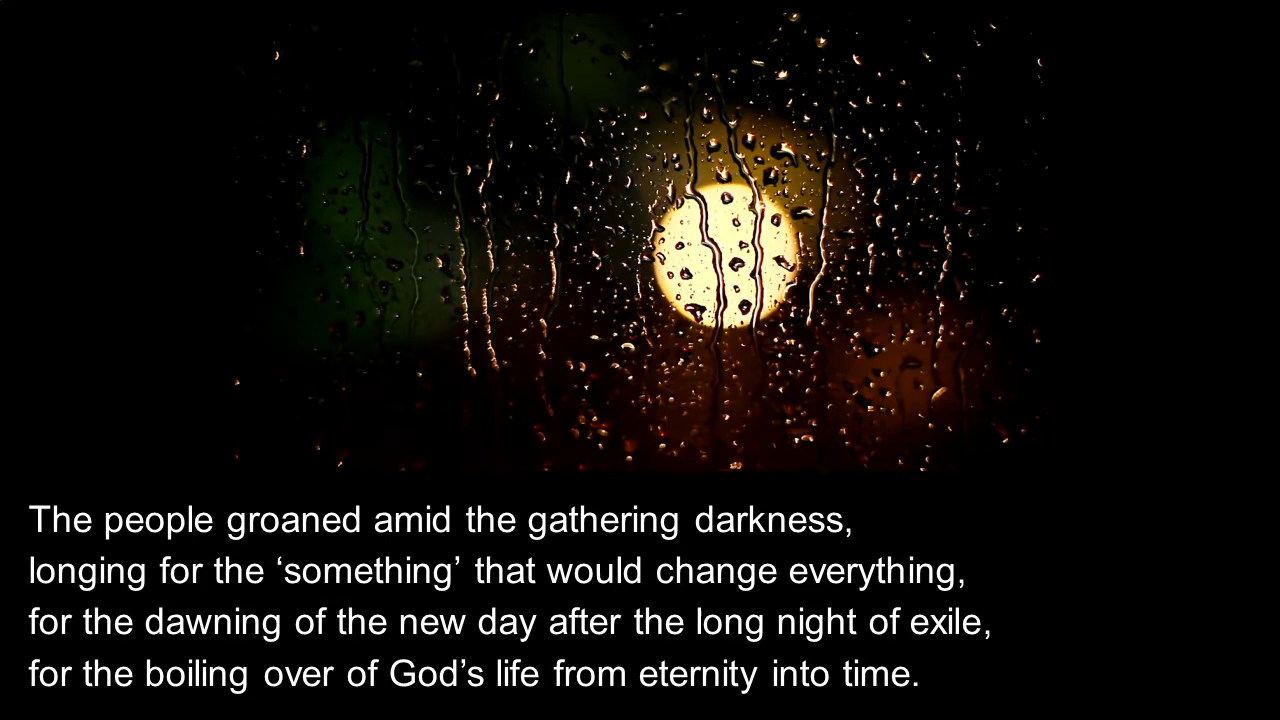 The people groaned amid the gathering darkness,
longing for the ‘something’ that would change everything,
for the dawning of the new day after the long night of exile,
for the boiling over of God’s life from eternity into time.